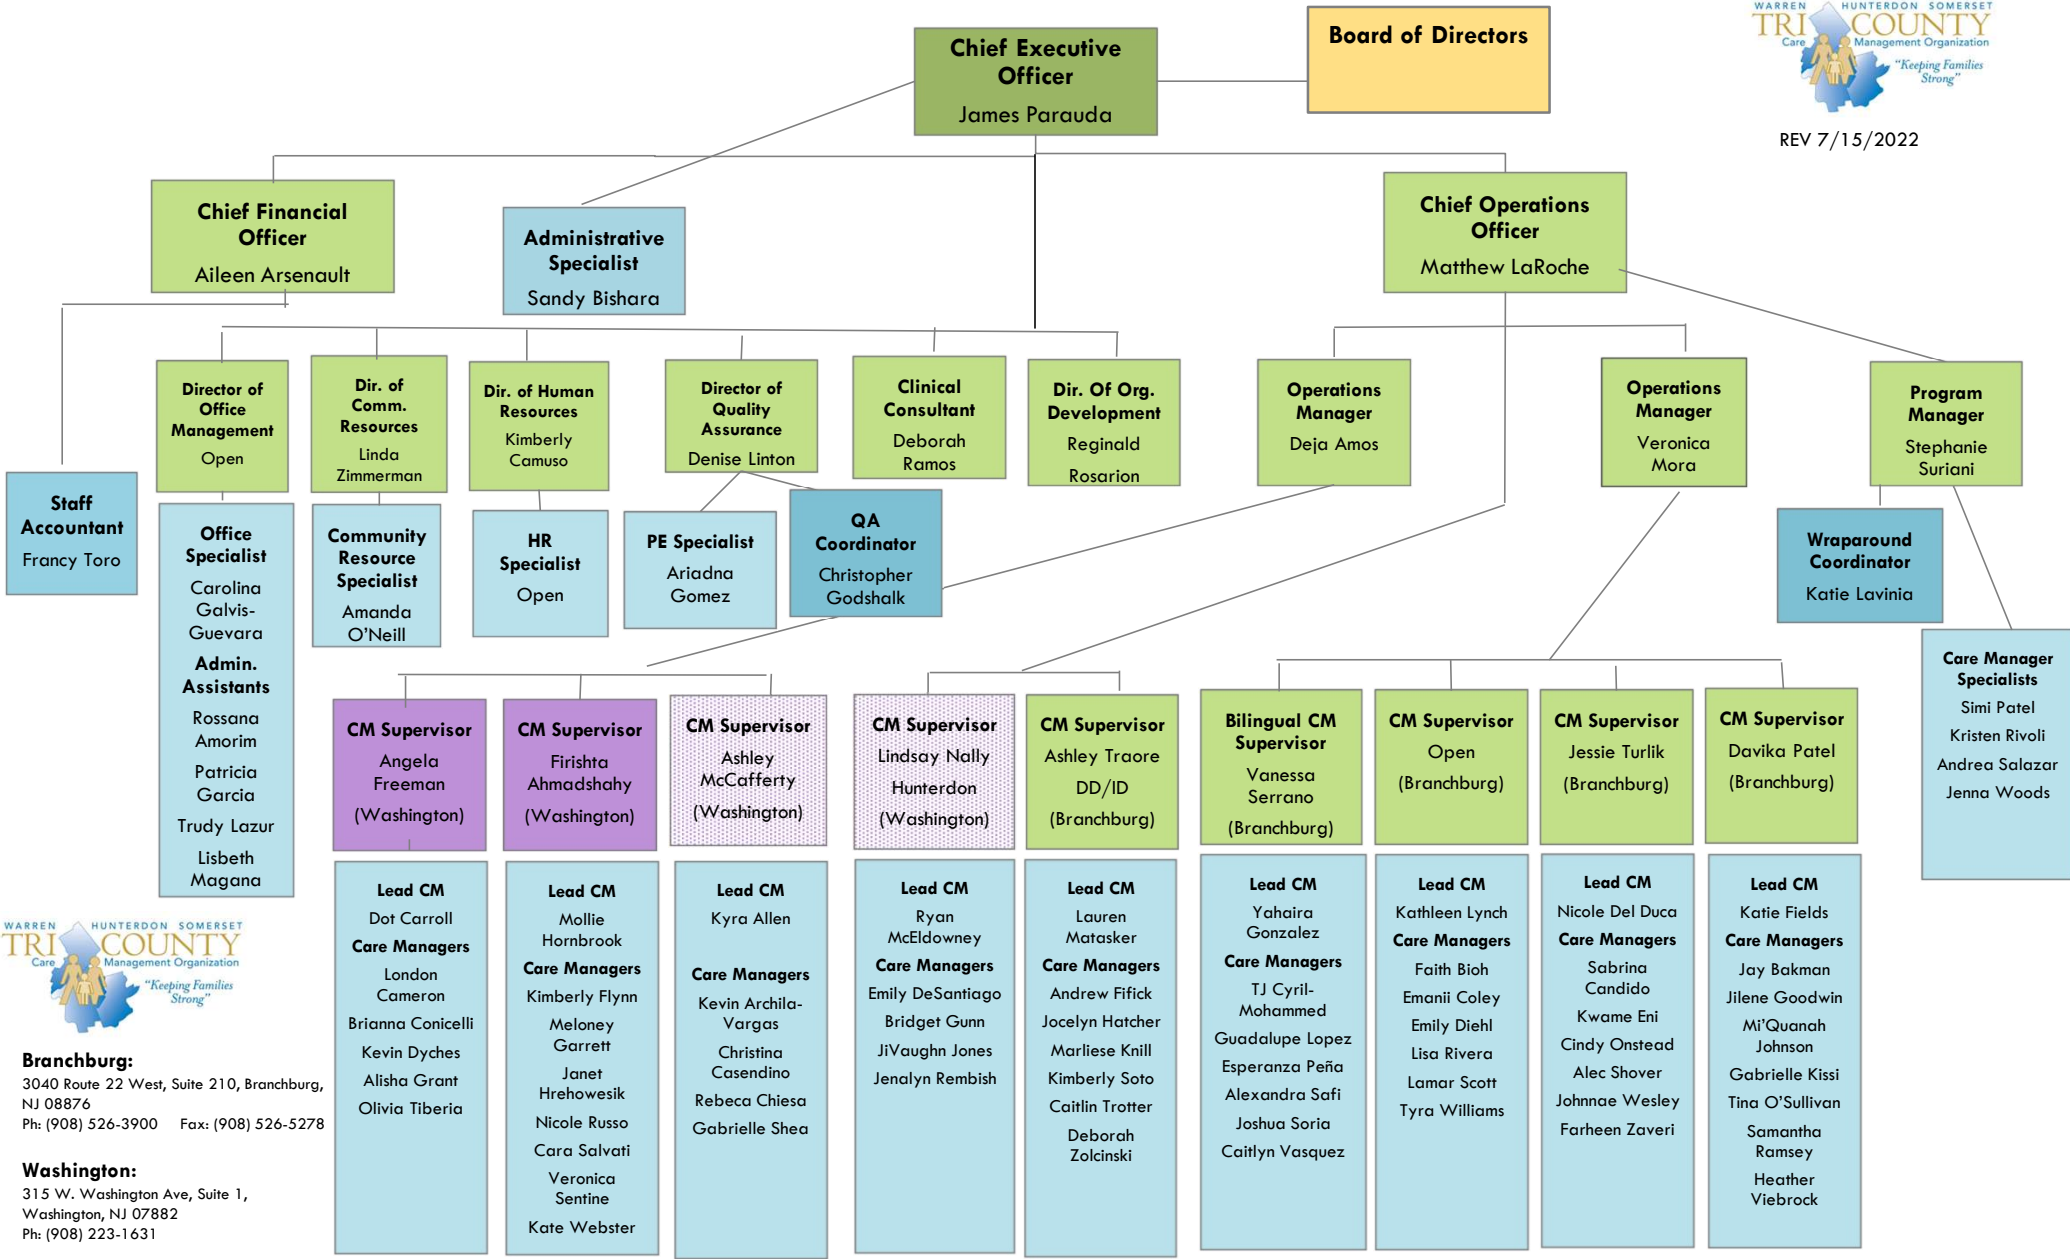 Chief Executive
Officer
James Parauda
Board of Directors
WARREN HUNTERDON SOMERSET
TRI COUNTY
Care Management Organization
"Keeping Families
Strong"
REV 7/15/2022
Chief Financial
Officer
Aileen Arsenault
Administrative
Specialist
Sandy Bishara
Chief Operations
Officer
Matthew LaRoche
Director of
Office
Management
Open
Dir. of
Comm.
Resources
Linda
Zimmerman
Dir. of Human
Resources
Kimberly
Camuso
Director of
Quality
Assurance
Denise Linton
Clinical
Consultant
Deborah
Ramos
Dir. Of Org.
Development
Reginald
Rosarion
Operations
Manager
Deja Amos
Operations
Manager
Veronica
Mora
Program
Manager
Stephanie
Suriani
Staff
Accountant
Francy Toro
Office
Specialist
Carolina
Galvis-
Guevara
Admin.
Assistants
Rossana
Amorim
Patricia
Garcia
Trudy Lazur
Lisbeth
Magana
Community
Resource
Specialist
Amanda
O'Neill
HR
Specialist
Open
PE Specialist
Ariadna
Gomez
QA
Coordinator
Christopher
Godshalk
Wraparound
Coordinator
Katie Lavinia
Care Manager
Specialists
Simi Patel
Kristen Rivoli
Andrea Salazar
Jenna Woods
CM Supervisor
Angela
Freeman
(Washington)
CM Supervisor
Firishta
Ahmadshahy
(Washington)
CM Supervisor
Ashley
McCafferty
(Washington)
CM Supervisor
Lindsay Nally
Hunterdon
(Washington)
CM Supervisor
Ashley Traore
DD/ID
(Branchburg)
Bilingual CM
Supervisor
Vanessa
Serrano
(Branchburg)
CM Supervisor
Open
(Branchburg)
CM Supervisor
Jessie Turlik
(Branchburg)
CM Supervisor
Davika Patel
(Branchburg)
Lead CM
Dot Carroll
Care Managers
London
Cameron
Brianna Conicelli
Kevin Dyches
Alisha Grant
Olivia Tiberia
Lead CM
Mollie
Hornbrook
Care Managers
Kimberly Flynn
Meloney
Garrett
Janet
Hrehowesik
Nicole Russo
Cara Salvati
Veronica
Sentine
Kate Webster
Lead CM
Kyra Allen
Care Managers
Kevin Archila-
Vargas
Christina
Casendino
Rebeca Chiesa
Gabrielle Shea
Lead CM
Ryan
McEldowney
Care Managers
Emily DeSantiago
Bridget Gunn
JiVaughn Jones
Jenalyn Rembish
Lead CM
Lauren
Matasker
Care Managers
Andrew Fifick
Jocelyn Hatcher
Marliese Knill
Kimberly Soto
Caitlin Trotter
Deborah
Zolcinski
Lead CM
Yahaira
Gonzalez
Care Managers
TJ Cyril-
Mohammed
Guadalupe Lopez
Esperanza Peña
Alexandra Safi
Joshua Soria
Caitlyn Vasquez
Lead CM
Kathleen Lynch
Care Managers
Faith Bioh
Emanii Coley
Emily Diehl
Lisa Rivera
Lamar Scott
Tyra Williams
Lead CM
Nicole Del Duca
Care Managers
Sabrina
Candido
Kwame Eni
Cindy Onstead
Alec Shover
Johnnae Wesley
Farheen Zaveri
Lead CM
Katie Fields
Care Managers
Jay Bakman
Jilene Goodwin
Mi'Quanah
Johnson
Gabrielle Kissi
Tina O'Sullivan
Samantha
Ramsey
Heather
Viebrock
WARREN HUNTERDON SOMERSET
TRI COUNTY
Care Management Organization
"Keeping Families
Strong"
Branchburg:
3040 Route 22 West, Suite 210, Branchburg,
NJ 08876
Ph: (908) 526-3900 Fax: (908) 526-5278
Washington:
315 W. Washington Ave, Suite 1,
Washington, NJ 07882
Ph: (908) 223-1631